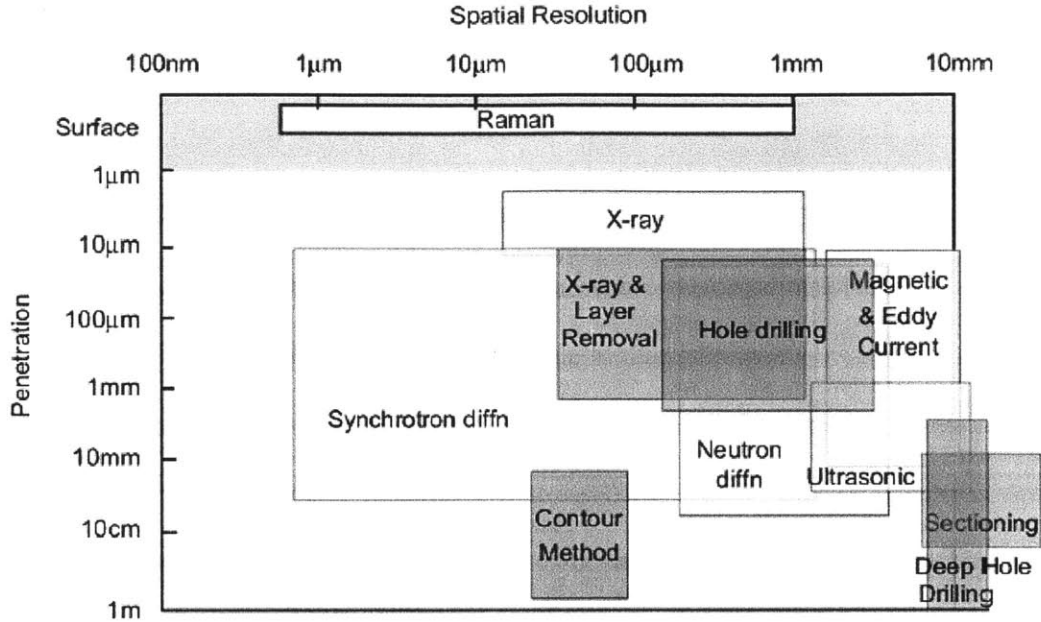 Spatial Resolution
100nm 1μm 10μm 100μm 1mm 10mm
Surface
Raman
1μm
X-ray
10μm
X-ray &
Layer
Removal
Magnetic
& Eddy
Current
100μm
Hole drilling
Penetration
1mm
Synchrotron diffn
Neutron
diffn
10mm
Ultrasonic
Contour
Method
Sectioning
10cm
Deep Hole
Drilling
1m